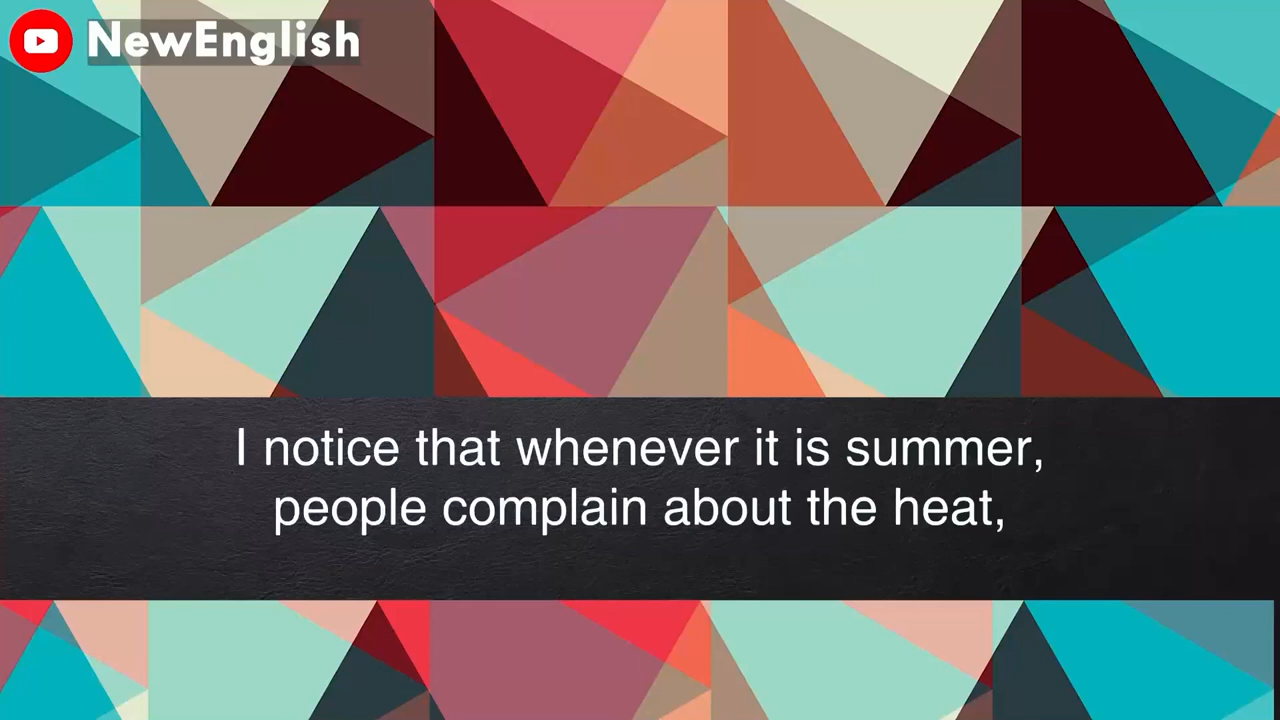 NewEnglish
I notice that whenever it is summer,
people complain about the heat,